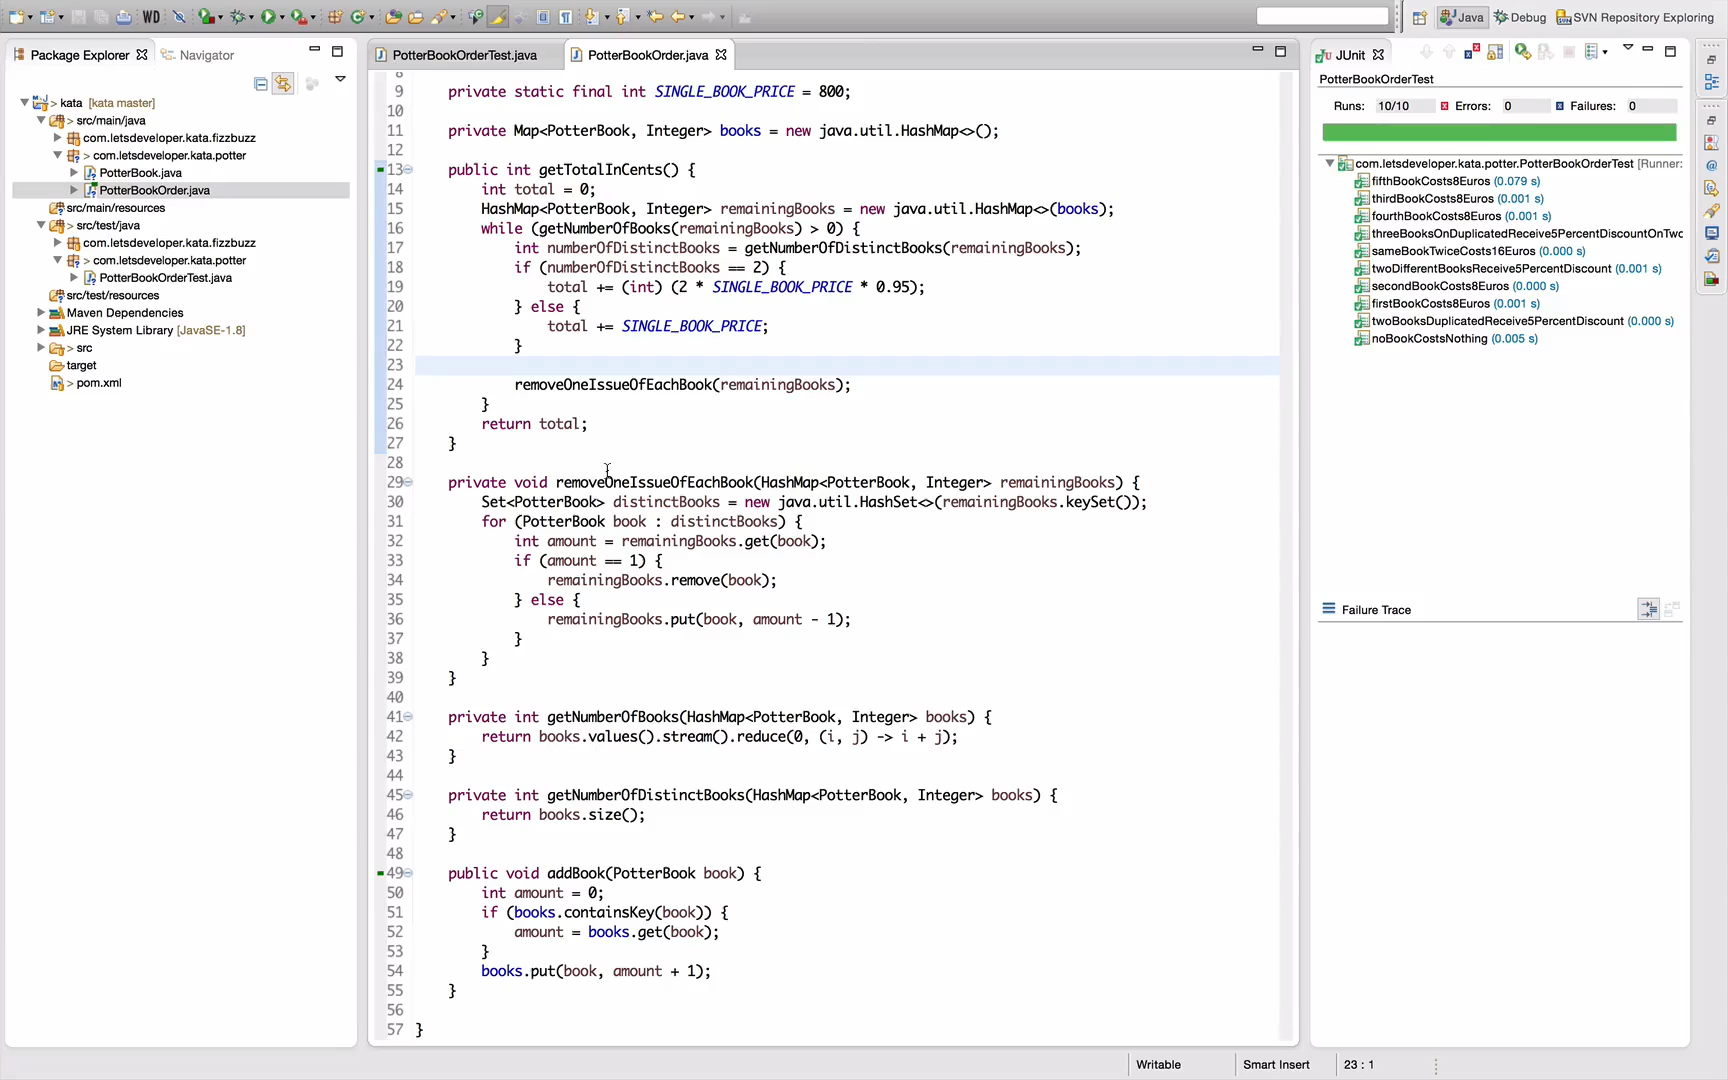 WD
Java
Debug
SVN Repository Exploring
Package Explorer
Navigator
> kata [kata master]
> src/main/java
com.letsdeveloper.kata.fizzbuzz
> com.letsdeveloper.kata.potter
PotterBook.java
PotterBookOrder.java
src/main/resources
> src/test/java
com.letsdeveloper.kata.fizzbuzz
> com.letsdeveloper.kata.potter
PotterBookOrderTest.java
src/test/resources
Maven Dependencies
JRE System Library [JavaSE-1.8]
> src
target
> pom.xml
PotterBookOrderTest.java
PotterBookOrder.java
8
9 private static final int SINGLE_BOOK_PRICE = 800;
10
11 private Map<PotterBook, Integer> books = new java.util.HashMap<>();
12
13 public int getTotalInCents() {
14 int total = 0;
15 HashMap<PotterBook, Integer> remainingBooks = new java.util.HashMap<>(books);
16 while (getNumberOfBooks(remainingBooks) > 0) {
17 int numberOfDistinctBooks = getNumberOfDistinctBooks(remainingBooks);
18 if (numberOfDistinctBooks == 2) {
19 total += (int) (2 * SINGLE_BOOK_PRICE * 0.95);
20 } else {
21 total += SINGLE_BOOK_PRICE;
22 }
23
24 removeOneIssueOfEachBook(remainingBooks);
25 }
26 return total;
27 }
28
29 private void removeOneIssueOfEachBook(HashMap<PotterBook, Integer> remainingBooks) {
30 Set<PotterBook> distinctBooks = new java.util.HashSet<>(remainingBooks.keySet());
31 for (PotterBook book : distinctBooks) {
32 int amount = remainingBooks.get(book);
33 if (amount == 1) {
34 remainingBooks.remove(book);
35 } else {
36 remainingBooks.put(book, amount - 1);
37 }
38 }
39 }
40
41 private int getNumberOfBooks(HashMap<PotterBook, Integer> books) {
42 return books.values().stream().reduce(0, (i, j) -> i + j);
43 }
44
45 private int getNumberOfDistinctBooks(HashMap<PotterBook, Integer> books) {
46 return books.size();
47 }
48
49 public void addBook(PotterBook book) {
50 int amount = 0;
51 if (books.containsKey(book)) {
52 amount = books.get(book);
53 }
54 books.put(book, amount + 1);
55 }
56
57 }
JUnit
PotterBookOrderTest
Runs: 10/10 Errors: 0 Failures: 0
com.letsdeveloper.kata.potter.PotterBookOrderTest [Runner:
fifthBookCosts8Euros (0.079 s)
thirdBookCosts8Euros (0.001 s)
fourthBookCosts8Euros (0.001 s)
threeBooksOnDuplicatedReceive5PercentDiscountOnTwo
sameBookTwiceCosts16Euros (0.000 s)
twoDifferentBooksReceive5PercentDiscount (0.001 s)
secondBookCosts8Euros (0.000 s)
firstBookCosts8Euros (0.001 s)
twoBooksDuplicatedReceive5PercentDiscount (0.000 s)
noBookCostsNothing (0.005 s)
Failure Trace
Writable
Smart Insert
23 : 1